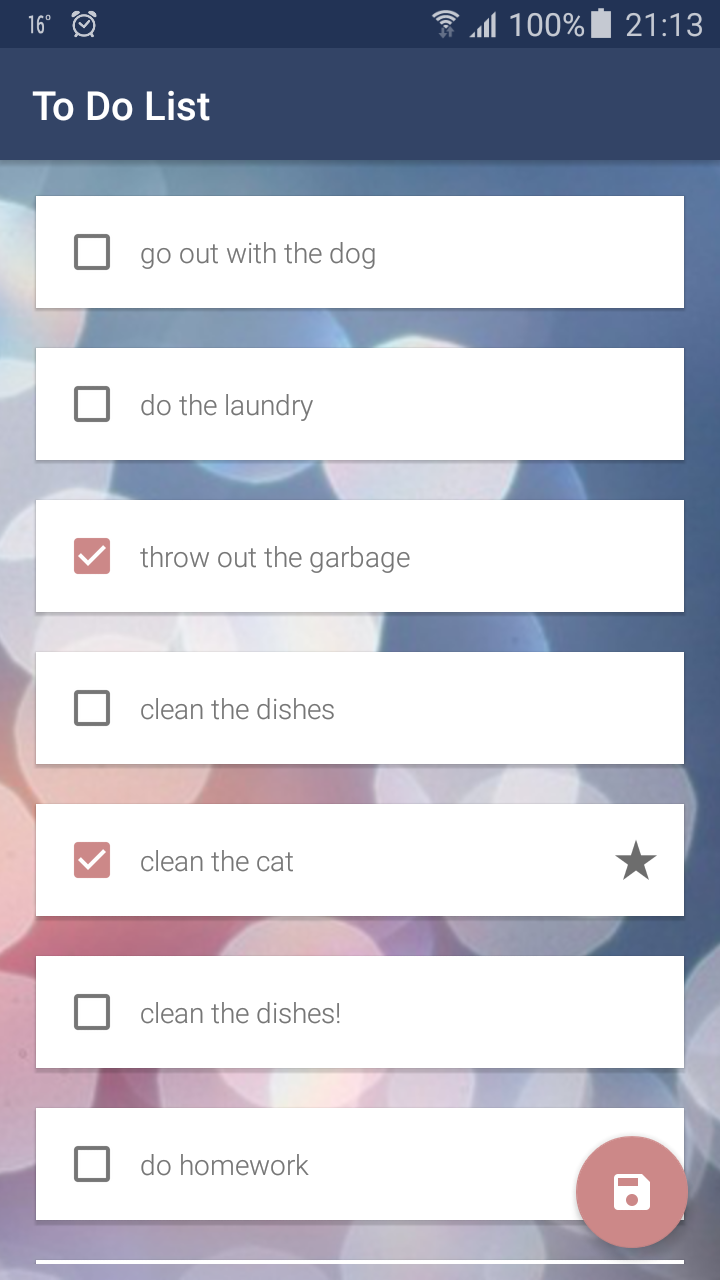 16° 100% 21:13
To Do List
go out with the dog
do the laundry
throw out the garbage
clean the dishes
clean the cat
clean the dishes!
do homework